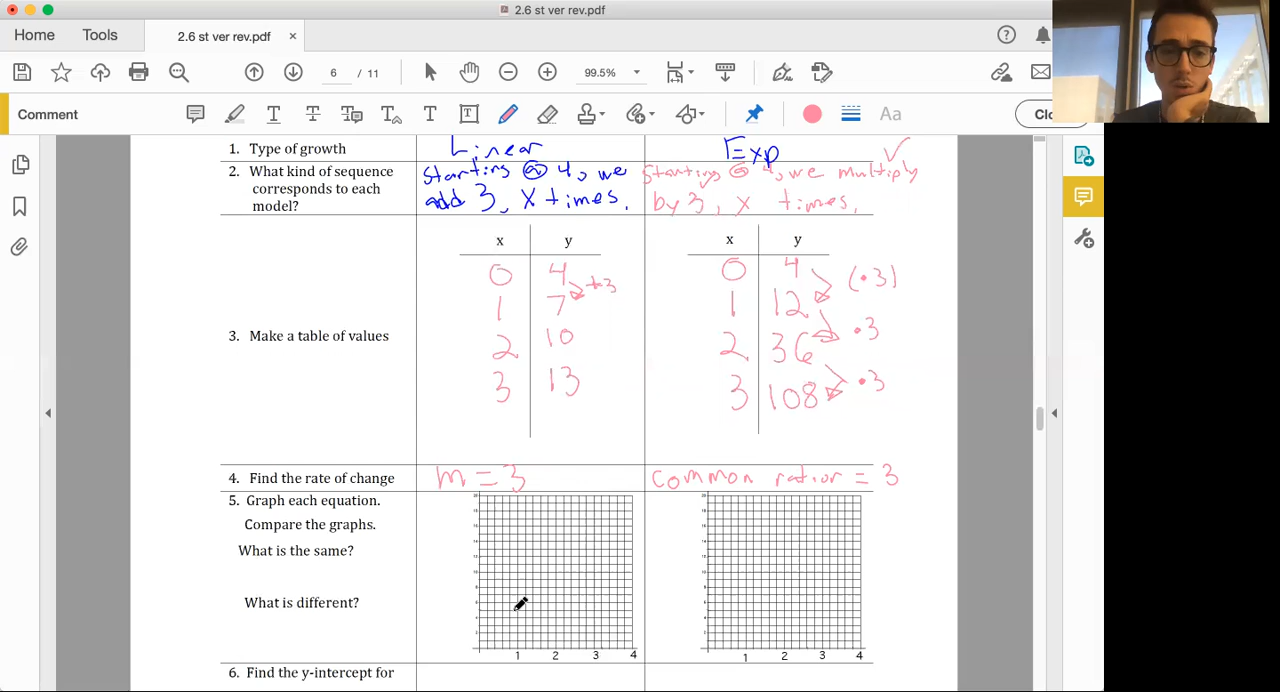 2.6 st ver rev.pdf
Home Tools 2.6 st ver rev.pdf ×
6 / 11 99.5%
Comment
1. Type of growth Linear Exp
2. What kind of sequence corresponds to each model? Starting @ 4, we add 3, x times. Starting @ 4, we multiply by 3, x times.
x y x y
0 4 +3 0 4 (•3)
1 7 1 12
•3
3. Make a table of values
2 10 2 36
•3
3 13 3 108
4. Find the rate of change m = 3 common ratior = 3
5. Graph each equation.
Compare the graphs.
What is the same?
What is different?
1 2 3 4 1 2 3 4
6. Find the y-intercept for